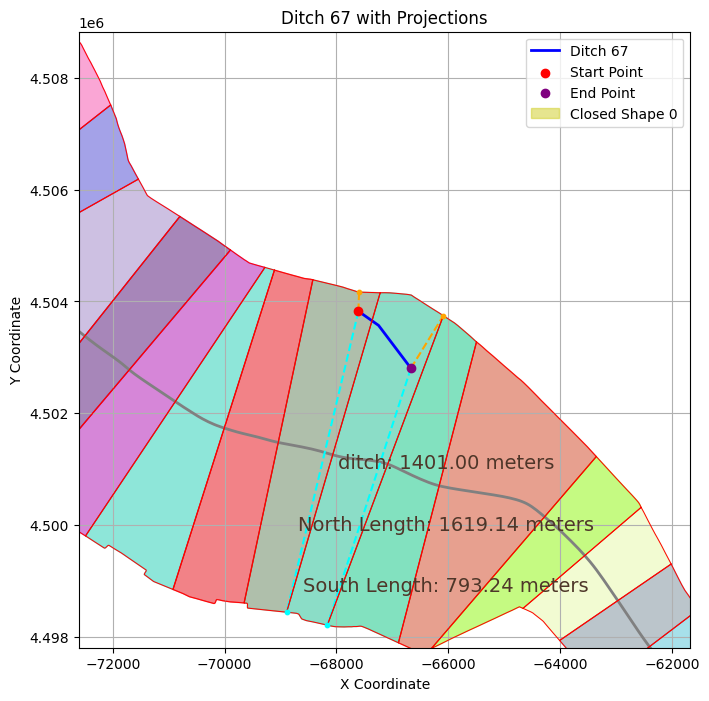 Ditch 67 with Projections
1e6
Ditch 67
Start Point
End Point
Closed Shape 0
4.508
4.506
4.504
4.502
4.500
4.498
Y Coordinate
ditch: 1401.00 meters
North Length: 1619.14 meters
South Length: 793.24 meters
−72000 −70000 −68000 −66000 −64000 −62000
X Coordinate